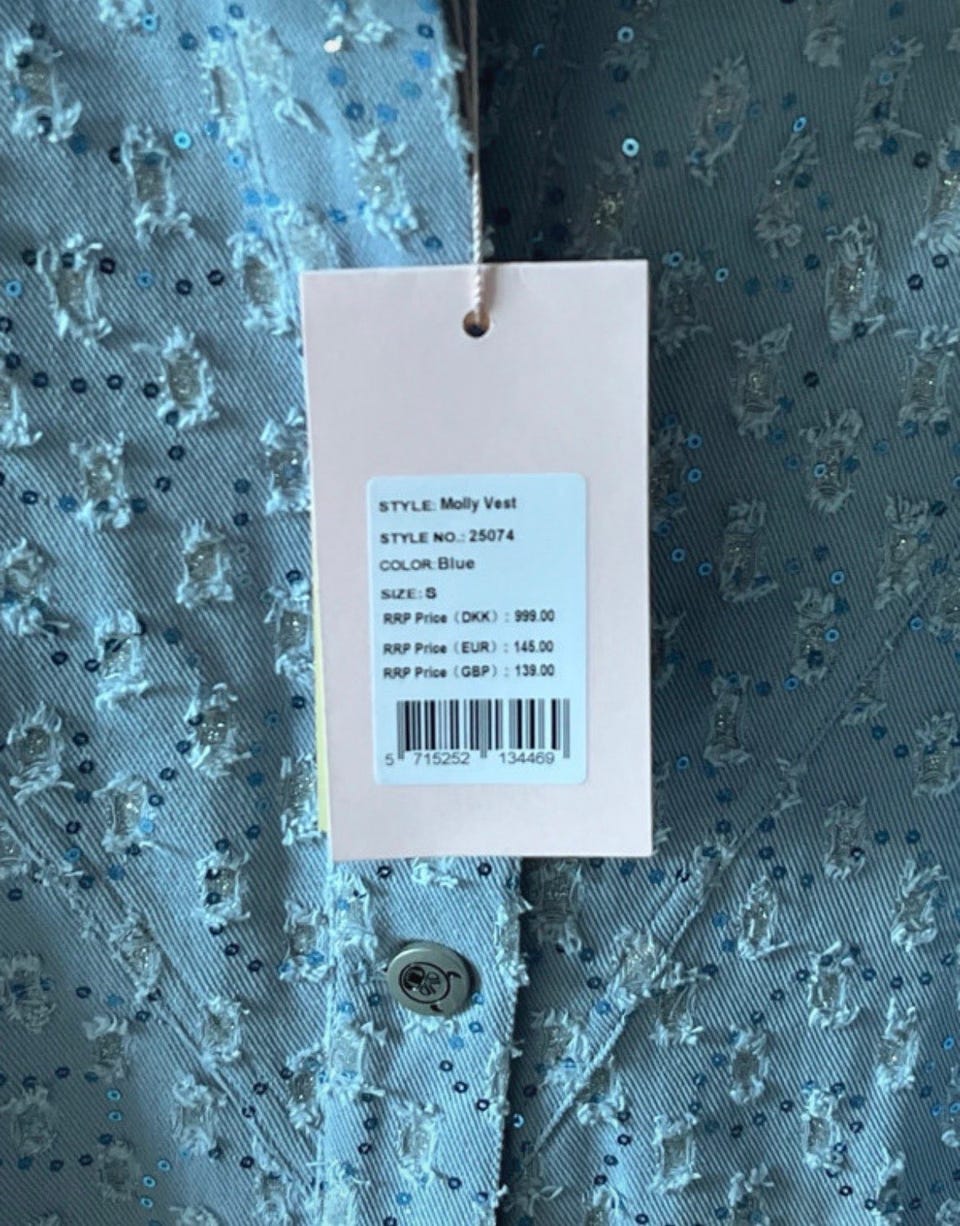 STYLE: Molly Vest
STYLE NO.: 25074
COLOR:Blue
SIZE: S
RRP Price (DKK) : 999.00
RRP Price (EUR) : 145.00
RRP Price (GBP) : 139.00
5 715252 134469